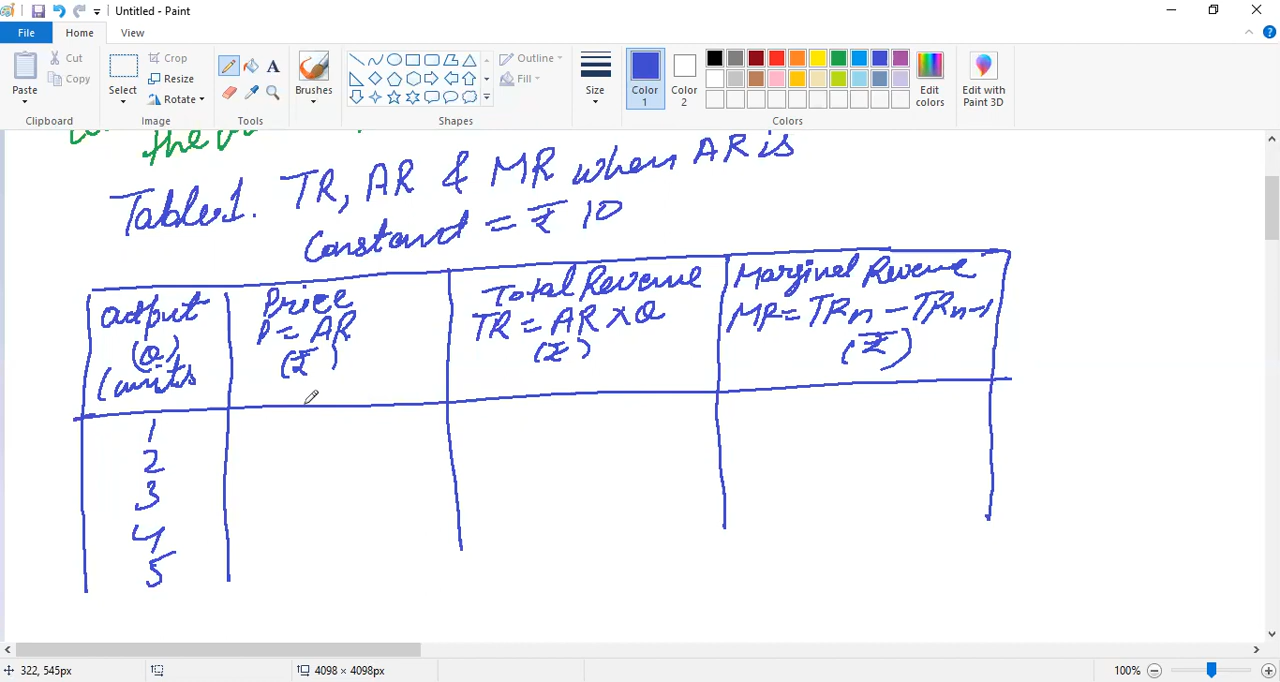 Untitled - Paint
File Home View
Paste
Cut
Copy
Clipboard
Select
Crop
Resize
Rotate
Image
Tools
Brushes
Outline
Fill
Shapes
Size
Color 1
Color 2
Edit colors
Edit with Paint 3D
Colors
the
Table 1. TR, AR & MR when AR is
Constant = ₹ 10
Output
(Q)
(units
Price
P = AR
(₹)
Total Revenue
TR = AR × Q
(₹)
Marginal Revenue
MR = TRn - TRn-1
(₹)
1
2
3
4
5
322, 545px
4098 × 4098px
100%